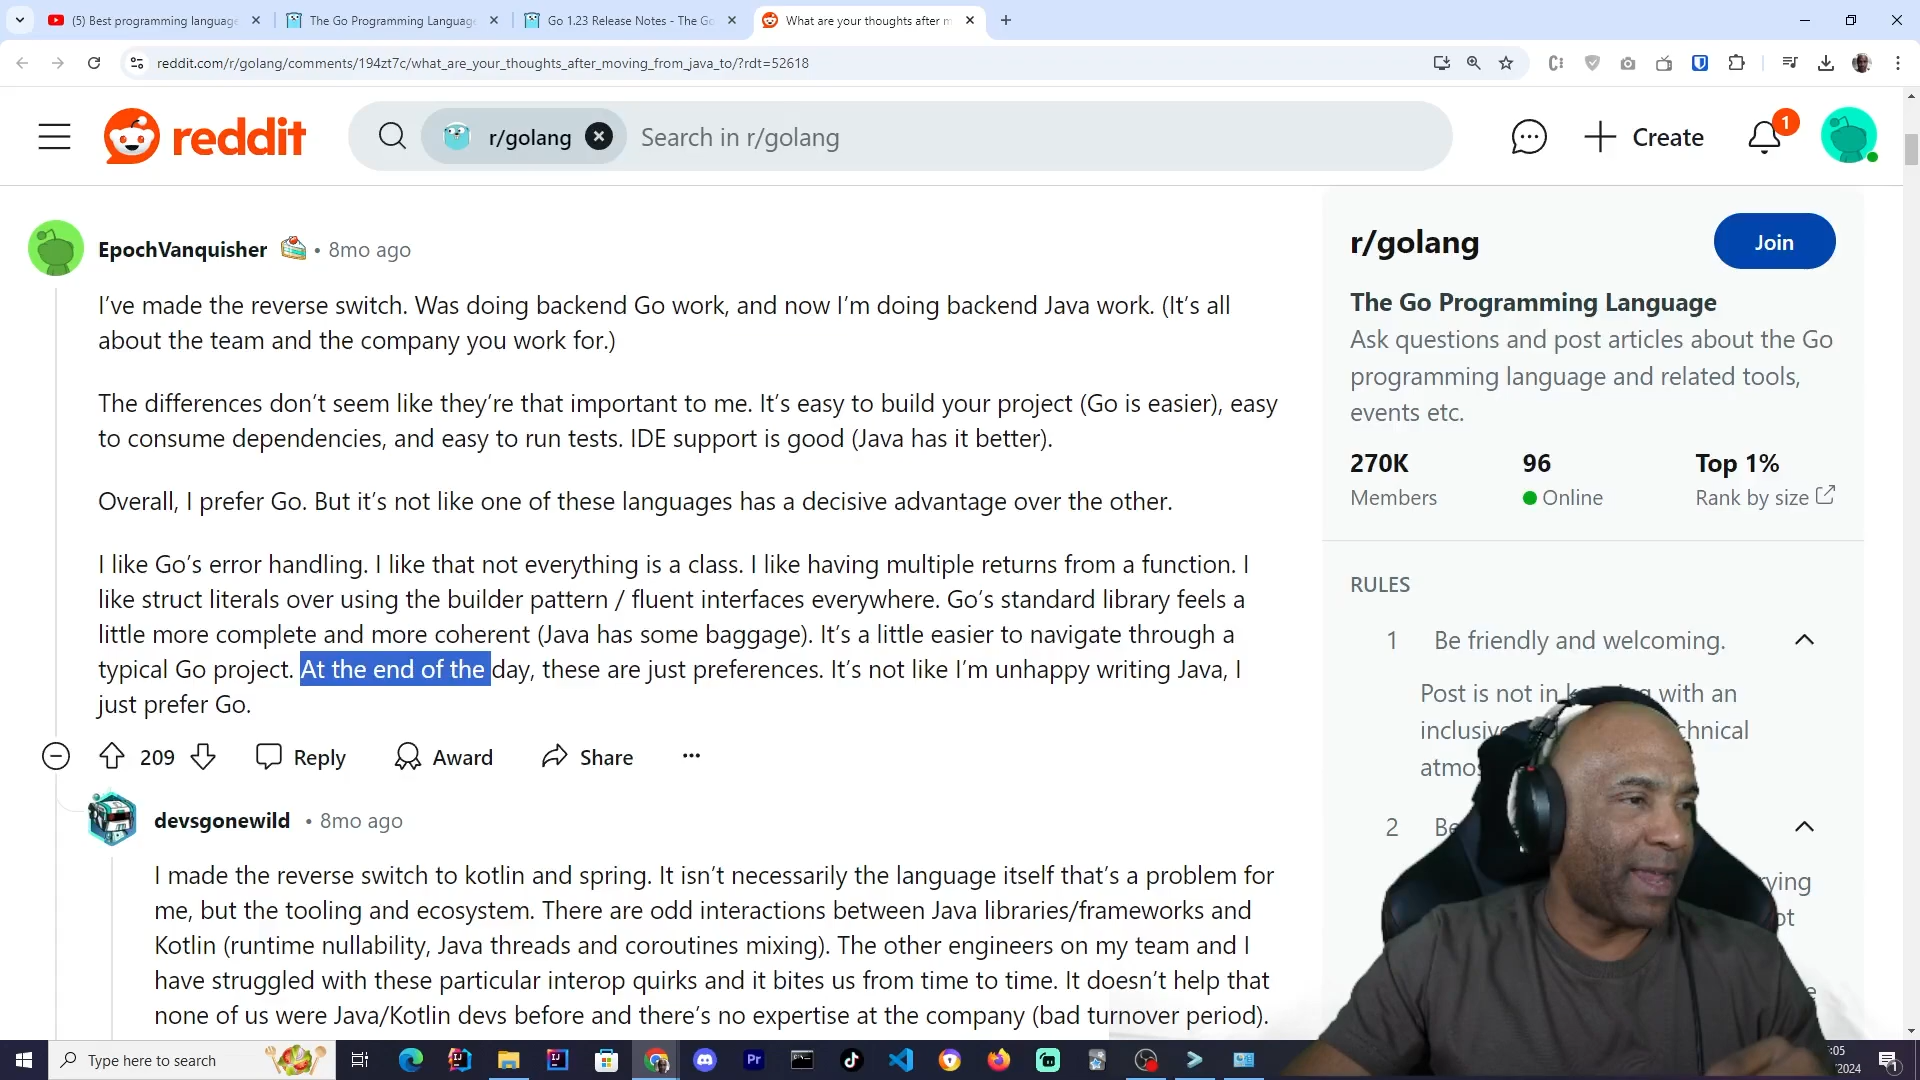 (5) Best programming language
The Go Programming Language
Go 1.23 Release Notes - The Go
What are your thoughts after m
reddit.com/r/golang/comments/194zt7c/what_are_your_thoughts_after_moving_from_java_to/?rdt=52618
reddit
r/golang
Search in r/golang
Create
1
EpochVanquisher • 8mo ago
I’ve made the reverse switch. Was doing backend Go work, and now I’m doing backend Java work. (It’s all
about the team and the company you work for.)
The differences don’t seem like they’re that important to me. It’s easy to build your project (Go is easier), easy
to consume dependencies, and easy to run tests. IDE support is good (Java has it better).
Overall, I prefer Go. But it’s not like one of these languages has a decisive advantage over the other.
I like Go’s error handling. I like that not everything is a class. I like having multiple returns from a function. I
like struct literals over using the builder pattern / fluent interfaces everywhere. Go’s standard library feels a
little more complete and more coherent (Java has some baggage). It’s a little easier to navigate through a
typical Go project. At the end of the day, these are just preferences. It’s not like I’m unhappy writing Java, I
just prefer Go.
209
Reply
Award
Share
devsgonewild • 8mo ago
I made the reverse switch to kotlin and spring. It isn’t necessarily the language itself that’s a problem for
me, but the tooling and ecosystem. There are odd interactions between Java libraries/frameworks and
Kotlin (runtime nullability, Java threads and coroutines mixing). The other engineers on my team and I
have struggled with these particular interop quirks and it bites us from time to time. It doesn’t help that
none of us were Java/Kotlin devs before and there’s no expertise at the company (bad turnover period).
r/golang
Join
The Go Programming Language
Ask questions and post articles about the Go
programming language and related tools,
events etc.
270K
Members
96
Online
Top 1%
Rank by size
RULES
1 Be friendly and welcoming.
Post is not in with an
2
Type here to search
Pr
:05
/2024
1